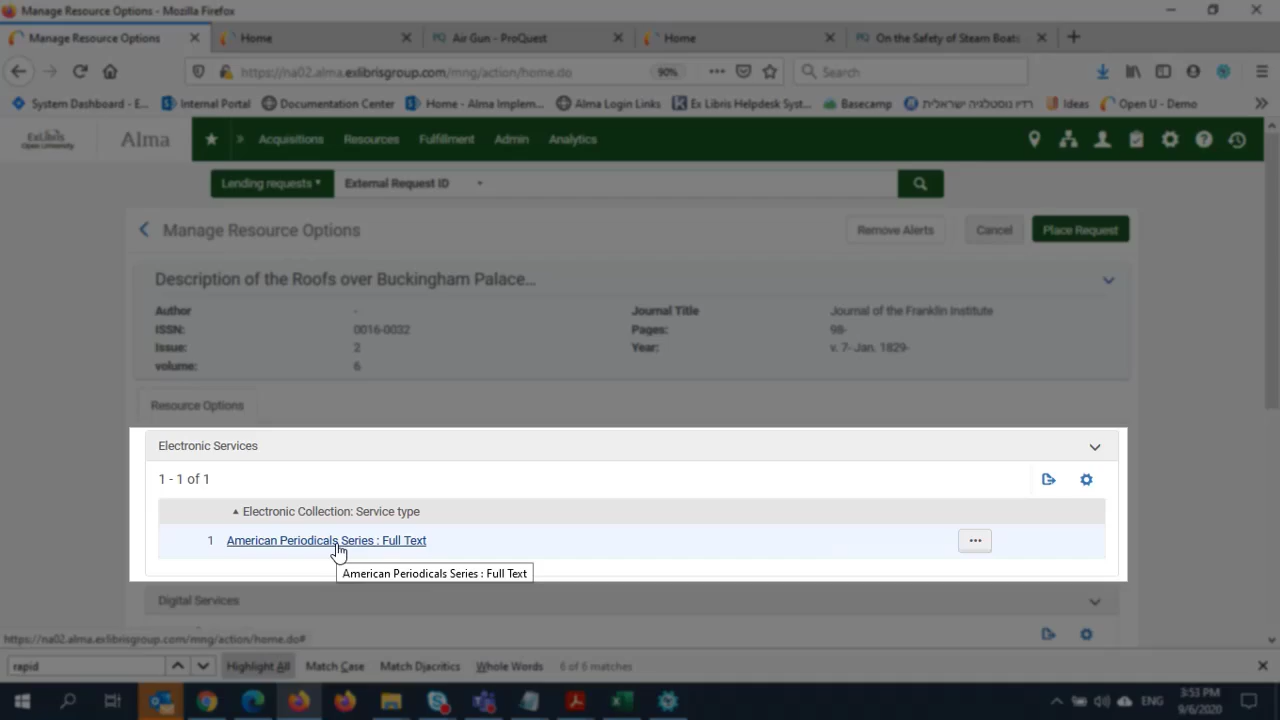 Manage Resource Options - Mozilla Firefox
Manage Resource Options
Home
Air Gun - ProQuest
Home
On the Safety of Steam Boats
https://na02.alma.exlibrisgroup.com/mng/action/home.do
90%
Search
System Dashboard - E...
Internal Portal
Documentation Center
Home - Alma Implem...
Alma Login Links
Ex Libris Helpdesk Syst...
Basecamp
רדיו נוסטלגיה ישראלית
Ideas
Open U - Demo
ExLibris
Open University
Alma
Acquisitions
Resources
Fulfillment
Admin
Analytics
Lending requests
External Request ID
Manage Resource Options
Remove Alerts
Cancel
Place Request
Description of the Roofs over Buckingham Palace...
Author - Journal Title Journal of the Franklin Institute
ISSN: 0016-0032 Pages: 98-
Issue: 2 Year: v. 7- Jan. 1829-
volume: 6
Resource Options
Electronic Services
1 - 1 of 1
Electronic Collection: Service type
1 American Periodicals Series : Full Text
American Periodicals Series : Full Text
Digital Services
https://na02.alma.exlibrisgroup.com/mng/action/home.do#
rapid
Highlight All
Match Case
Match Diacritics
Whole Words
6 of 6 matches
ENG
3:53 PM
9/6/2020